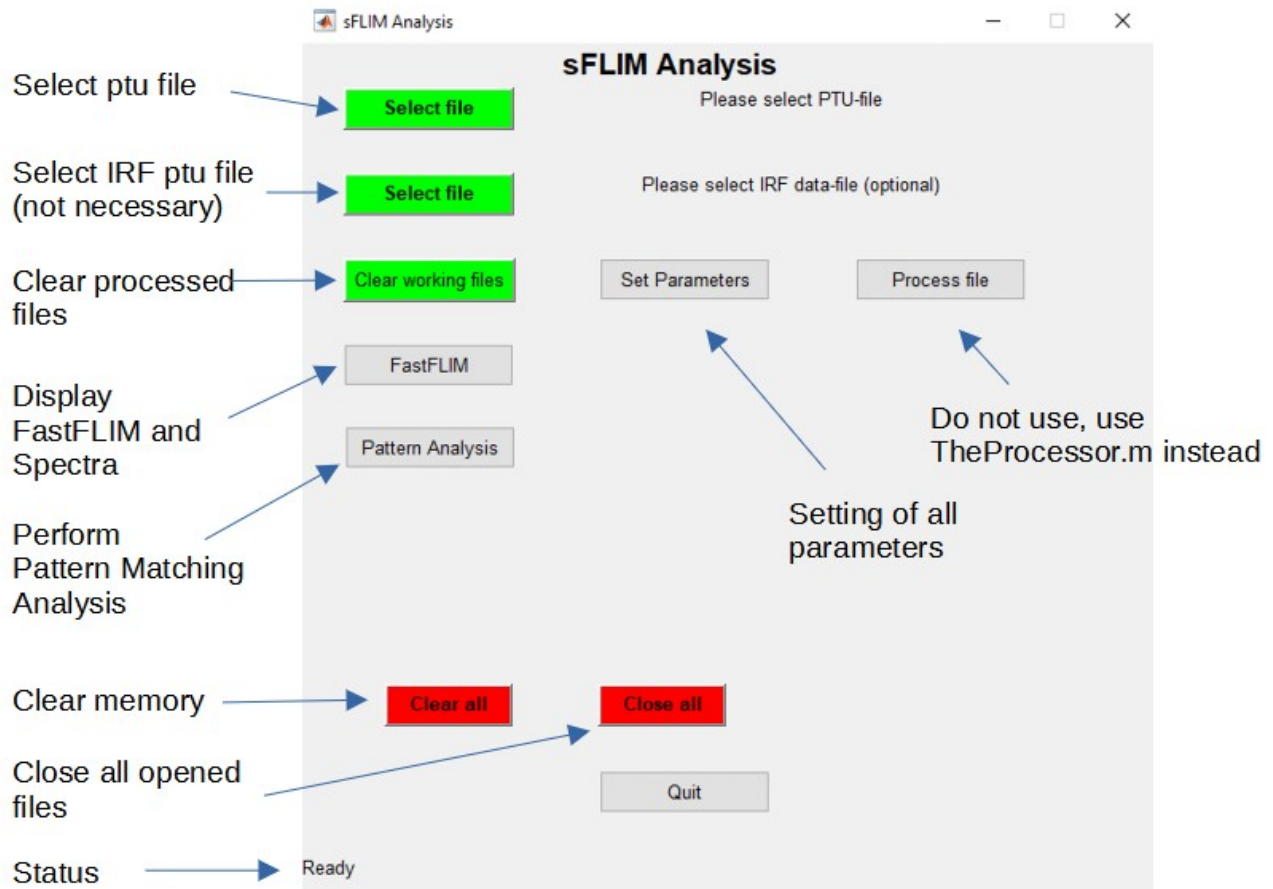 sFLIM Analysis
sFLIM Analysis
Select ptu file
Select file
Please select PTU-file
Select IRF ptu file
(not necessary)
Select file
Please select IRF data-file (optional)
Clear processed
files
Clear working files
Set Parameters
Process file
FastFLIM
Display
FastFLIM and
Spectra
Pattern Analysis
Do not use, use
TheProcessor.m instead
Setting of all
parameters
Perform
Pattern Matching
Analysis
Clear memory
Clear all
Close all
Close all opened
files
Quit
Status
Ready